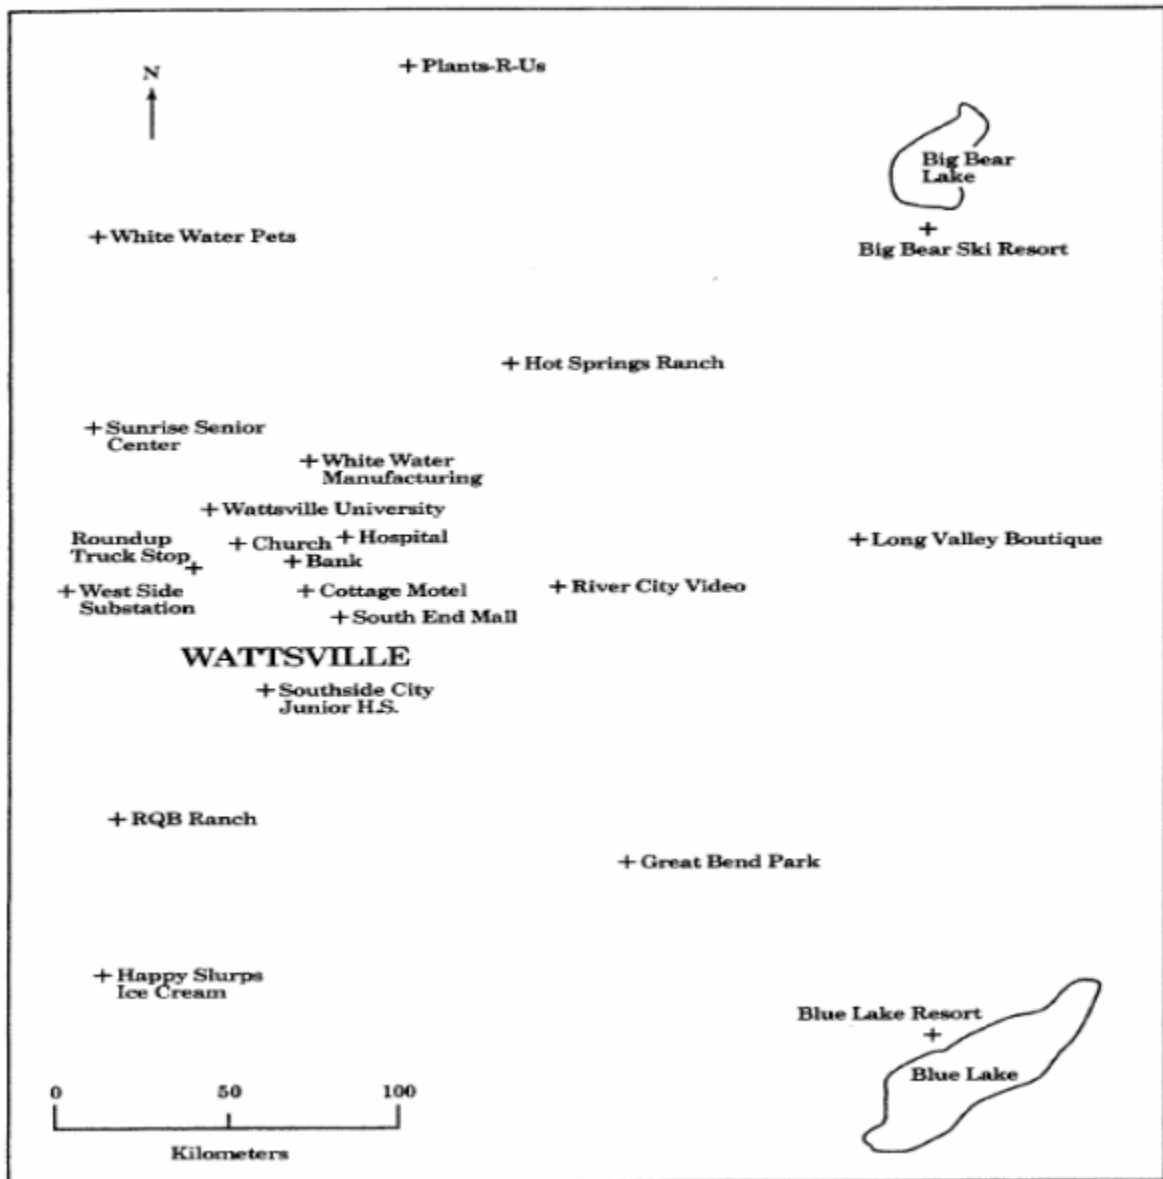 N
Plants-R-Us
Big Bear
Lake
White Water Pets
Big Bear Ski Resort
Hot Springs Ranch
Sunrise Senior
Center
White Water
Manufacturing
Wattsville University
Roundup
Truck Stop
Church
Hospital
Bank
Long Valley Boutique
West Side
Substation
Cottage Motel
River City Video
South End Mall
WATTSVILLE
Southside City
Junior H.S.
RQB Ranch
Great Bend Park
Happy Slurps
Ice Cream
Blue Lake Resort
Blue Lake
0 50 100
Kilometers